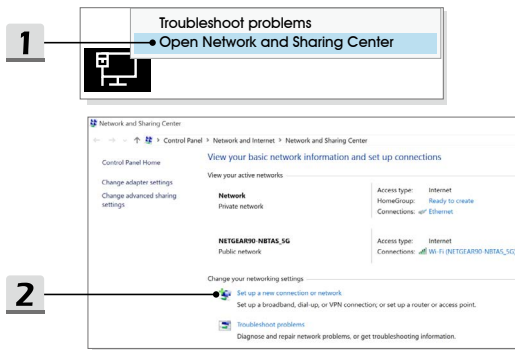 Troubleshoot problems
1
Open Network and Sharing Center
Network and Sharing Center
Control Panel > Network and Internet > Network and Sharing Center
Control Panel Home
Change adapter settings
Change advanced sharing
settings
View your basic network information and set up connections
View your active networks
Network
Private network
Access type: Internet
HomeGroup: Ready to create
Connections: Ethernet
NETGEAR90-NBTAS_5G
Public network
Access type: Internet
Connections: Wi-Fi (NETGEAR90-NBTAS_5G)
Change your networking settings
2
Set up a new connection or network
Set up a broadband, dial-up, or VPN connection; or set up a router or access point.
Troubleshoot problems
Diagnose and repair network problems, or get troubleshooting information.